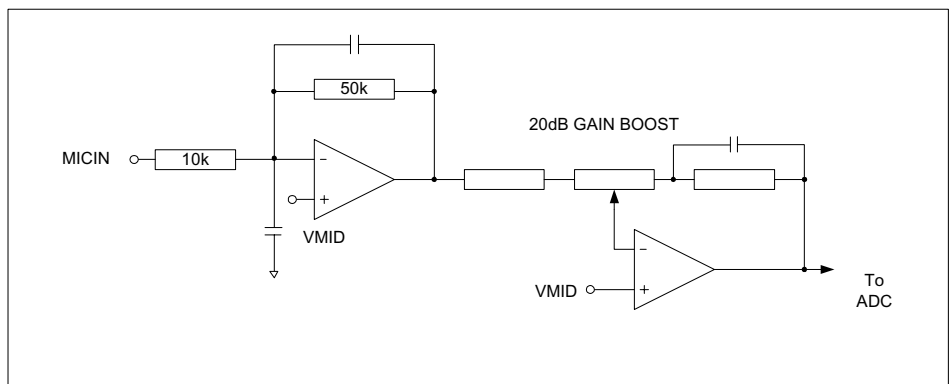 50k
20dB GAIN BOOST
MICIN
10k
−
+
VMID
−
VMID
+
To
ADC